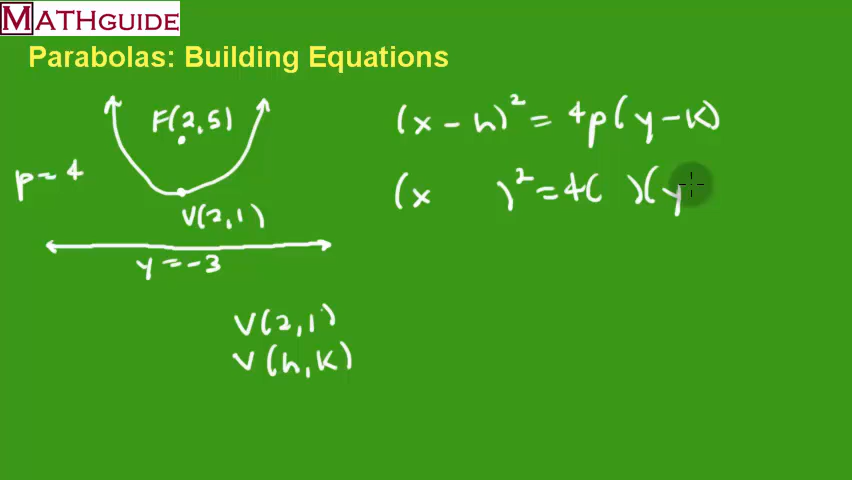 MATHGUIDE
Parabolas: Building Equations
F(2,5)
p=4
V(2,1)
y=-3
V(2,1)
V(h,k)
(x-h)²=4p(y-k)
(x )²=4( )(y